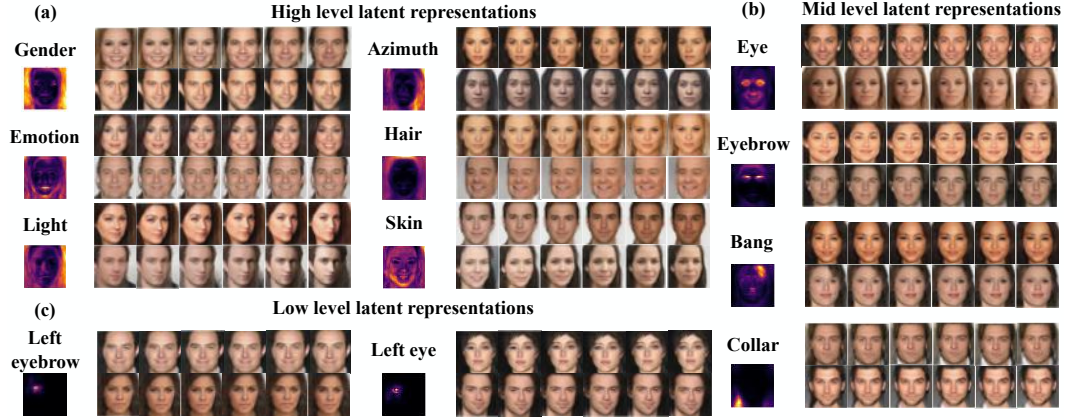 (a)
High level latent representations
Gender
Azimuth
Emotion
Hair
Light
Skin
(b)
Mid level latent representations
Eye
Eyebrow
Bang
Collar
(c)
Low level latent representations
Left
eyebrow
Left eye